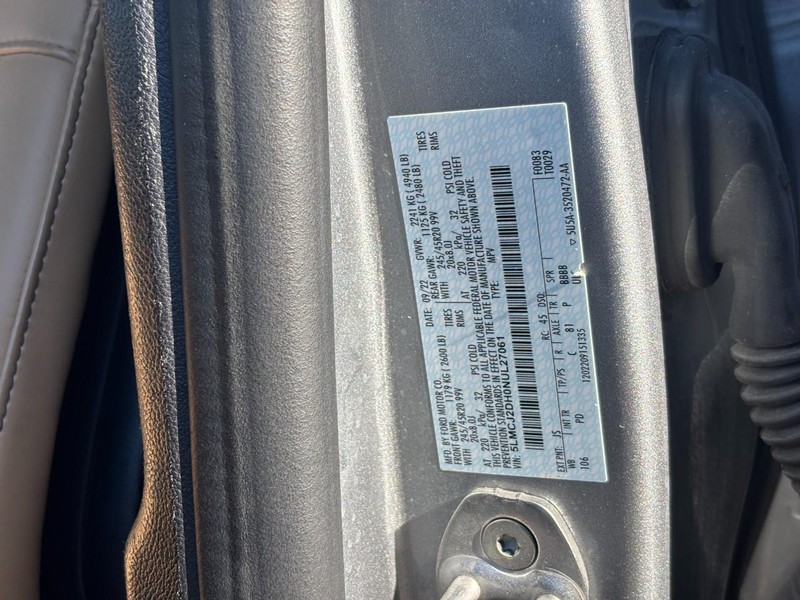 MFD. BY FORD MOTOR CO. DATE: 09/22 GVWR: 2241 KG ( 4940 LB)
FRONT GAWR: 1179 KG ( 2600 LB) REAR GAWR: 1125 KG ( 2480 LB)
WITH 245/45R20 99V TIRES WITH 245/45R20 99V TIRES
20x8.0J RIMS 20x8.0J RIMS
AT 220 kPa/ 32 PSI COLD AT 220 kPa/ 32 PSI COLD
THIS VEHICLE CONFORMS TO ALL APPLICABLE FEDERAL MOTOR VEHICLE SAFETY AND THEFT
PREVENTION STANDARDS IN EFFECT ON THE DATE OF MANUFACTURE SHOWN ABOVE.
VIN: 5LMCJ2DH0NUL27061 TYPE: MPV
F0083
T0029
EXT PNT: JS RC: 45 DSO:
WB INT TR TP/PS R AXLE TR SPR
106 PD C 81 P BBBB
1202209151335 5U5A-3520472-AA